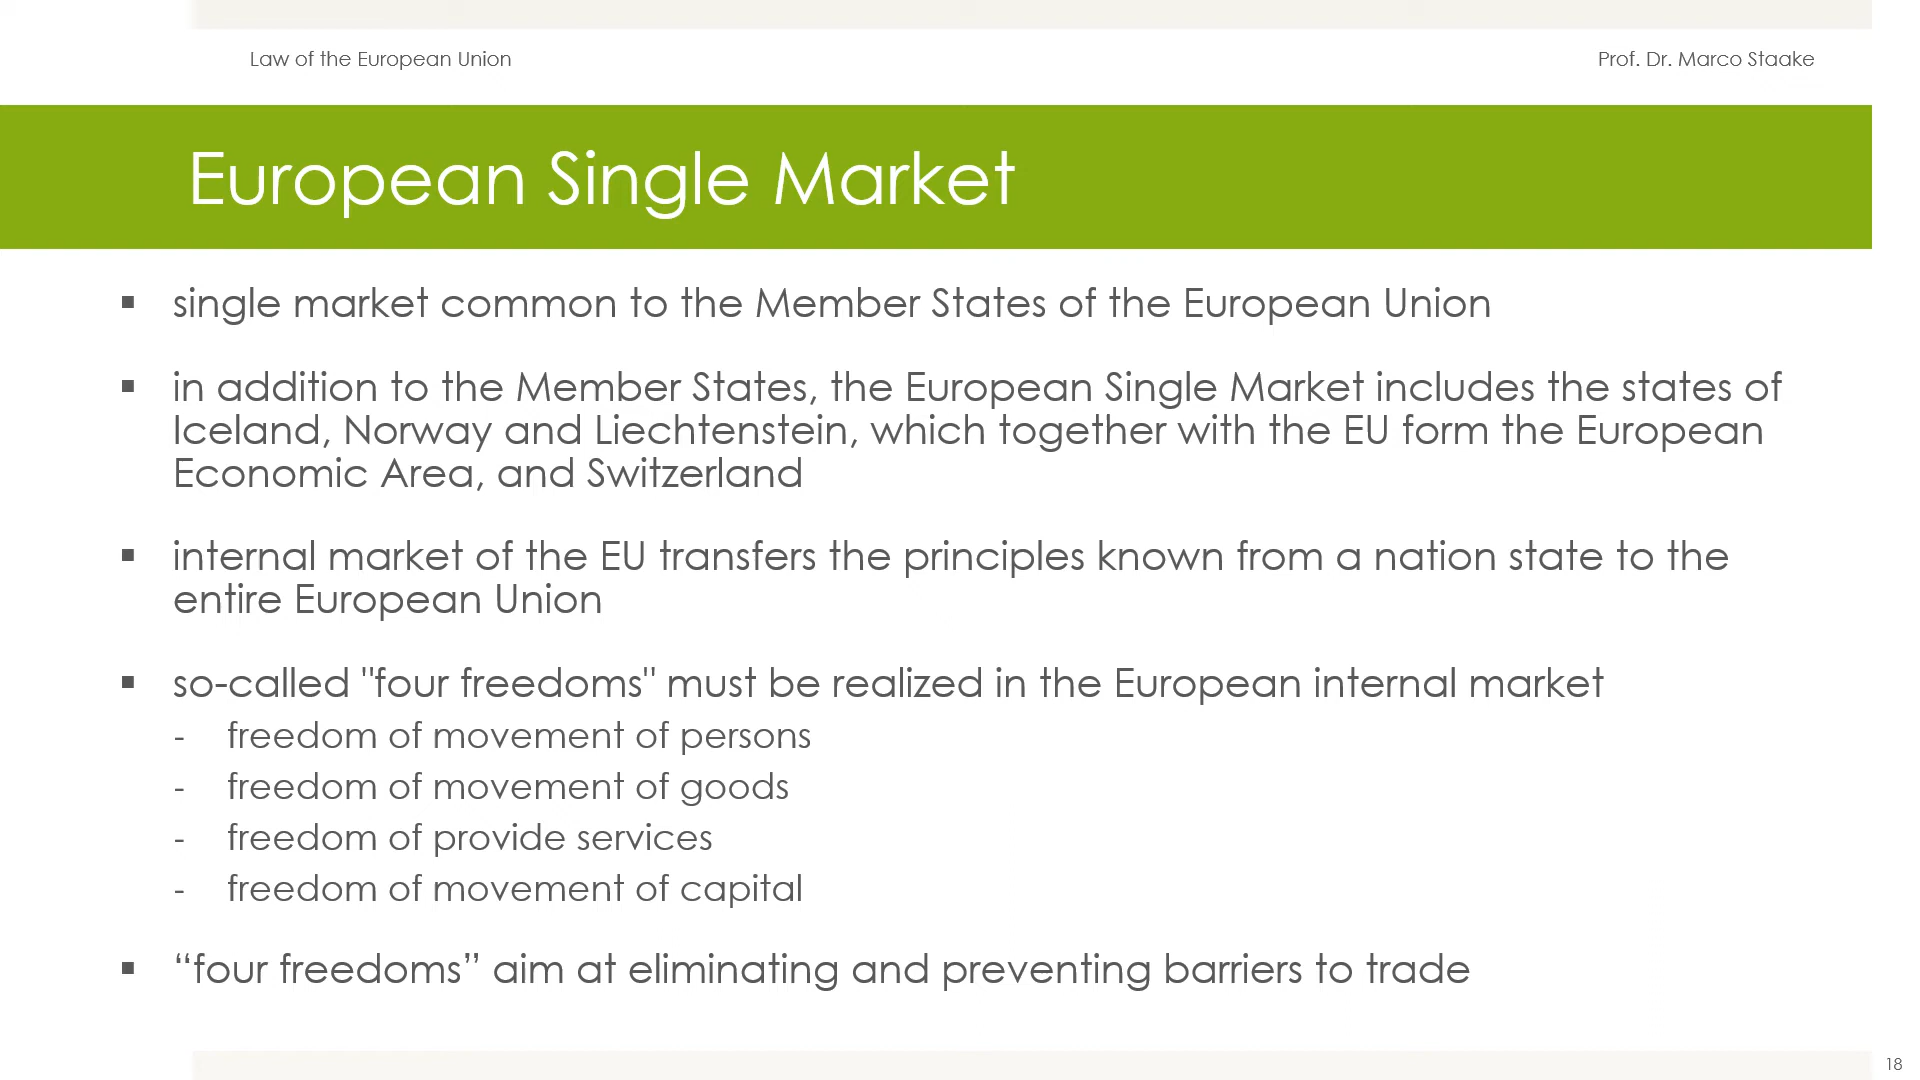 Law of the European Union
Prof. Dr. Marco Staake
European Single Market
▪ single market common to the Member States of the European Union
▪ in addition to the Member States, the European Single Market includes the states of
Iceland, Norway and Liechtenstein, which together with the EU form the European
Economic Area, and Switzerland
▪ internal market of the EU transfers the principles known from a nation state to the
entire European Union
▪ so-called "four freedoms" must be realized in the European internal market
- freedom of movement of persons
- freedom of movement of goods
- freedom of provide services
- freedom of movement of capital
▪ “four freedoms” aim at eliminating and preventing barriers to trade
18